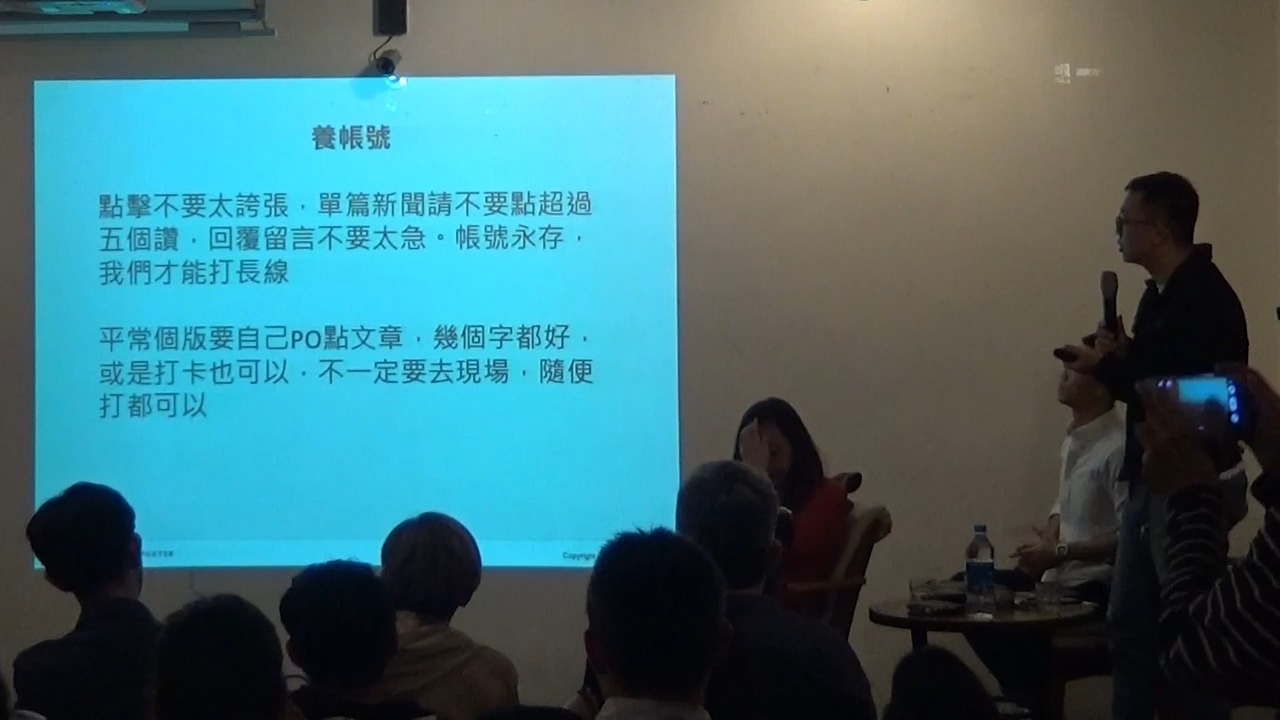 養帳號
點擊不要太誇張，單篇新聞請不要點超過
五個讚，回覆留言不要太急。帳號永存，
我們才能打長線
平常個版要自己PO點文章，幾個字都好，
或是打卡也可以，不一定要去現場，隨便
打都可以
Copyright